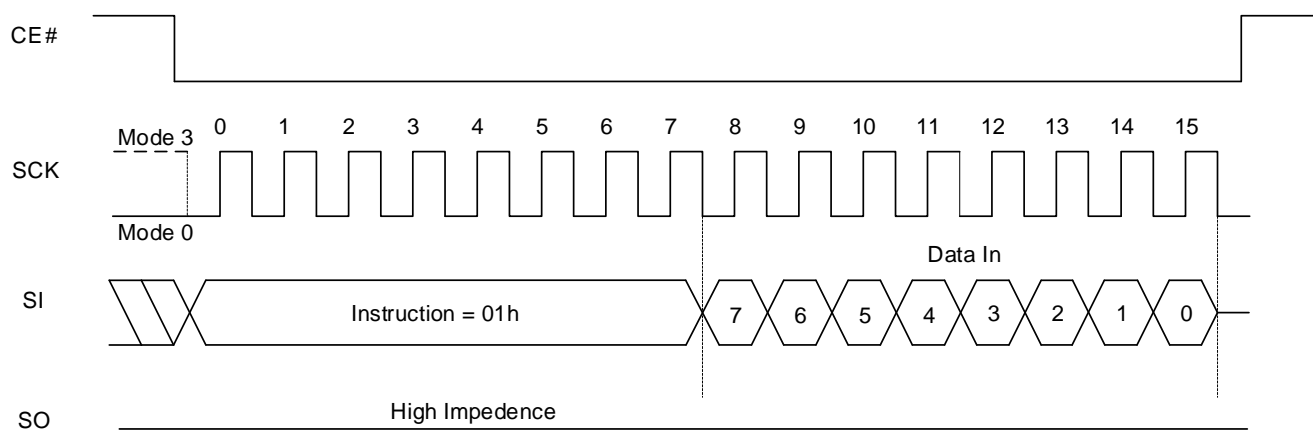 CE#
Mode 3
0 1 2 3 4 5 6 7 8 9 10 11 12 13 14 15
SCK
Mode 0
Data In
SI
Instruction = 01h
7 6 5 4 3 2 1 0
High Impedence
SO